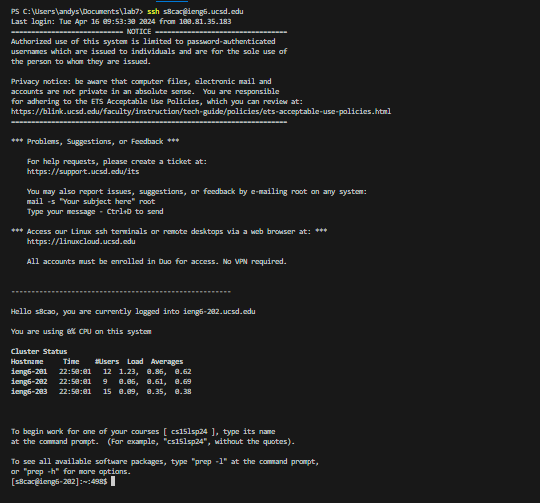 PS C:\Users\andys\Documents\lab7> ssh s8cao@ieng6.ucsd.edu
Last login: Tue Apr 16 09:53:30 2024 from 100.81.35.183
============================ NOTICE =============================
Authorized use of this system is limited to password-authenticated
usernames which are issued to individuals and are for the sole use of
the person to whom they are issued.
Privacy notice: be aware that computer files, electronic mail and
accounts are not private in an absolute sense.  You are responsible
for adhering to the ETS Acceptable Use Policies, which you can review at:
https://blink.ucsd.edu/faculty/instruction/tech-guide/policies/ets-acceptable-use-policies.html
=================================================================
*** Problems, Suggestions, or Feedback ***
For help requests, please create a ticket at:
https://support.ucsd.edu/its
You may also report issues, suggestions, or feedback by e-mailing root on any system:
mail -s "Your subject here" root
Type your message - Ctrl+D to send
*** Access our Linux ssh terminals or remote desktops via a web browser at: ***
https://linuxcloud.ucsd.edu
All accounts must be enrolled in Duo for access. No VPN required.
-------------------------------------------------------
Hello s8cao, you are currently logged into ieng6-202.ucsd.edu
You are using 0% CPU on this system
Cluster Status
Hostname     Time    #Users  Load  Averages
ieng6-201   22:50:01   12  1.23,  0.86,  0.62
ieng6-202   22:50:01   9   0.06,  0.61,  0.69
ieng6-203   22:50:01   15  0.09,  0.35,  0.38
To begin work for one of your courses [ cs15lsp24 ], type its name
at the command prompt.  (For example, "cs15lsp24", without the quotes).
To see all available software packages, type "prep -l" at the command prompt,
or "prep -h" for more options.
[s8cao@ieng6-202]:~:498$